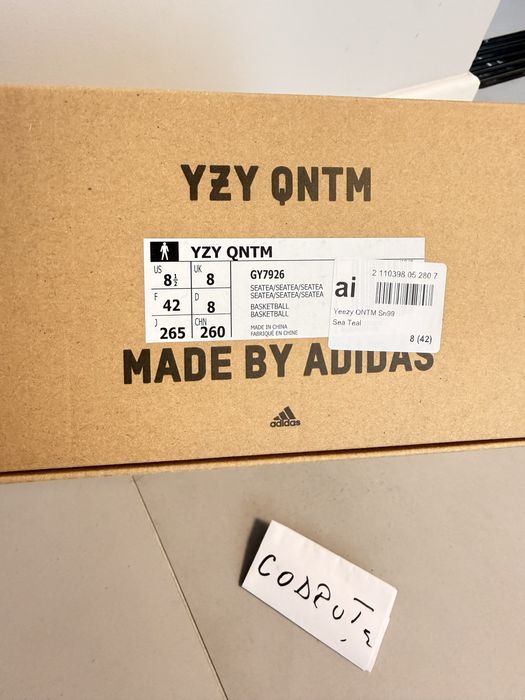 YZY QNTM
YZY QNTM
US 8½ UK 8
F 42 D 8
J 265 CHN 260
GY7926
SEATEA/SEATEA/SEATEA
SEATEA/SEATEA/SEATEA
BASKETBALL
BASKETBALL
MADE IN CHINA
FABRIQUÉ EN CHINE
ai
2 110398 05 280 7
Yeezy QNTM Sn99
Sea Teal
8 (42)
MADE BY ADIDAS
adidas